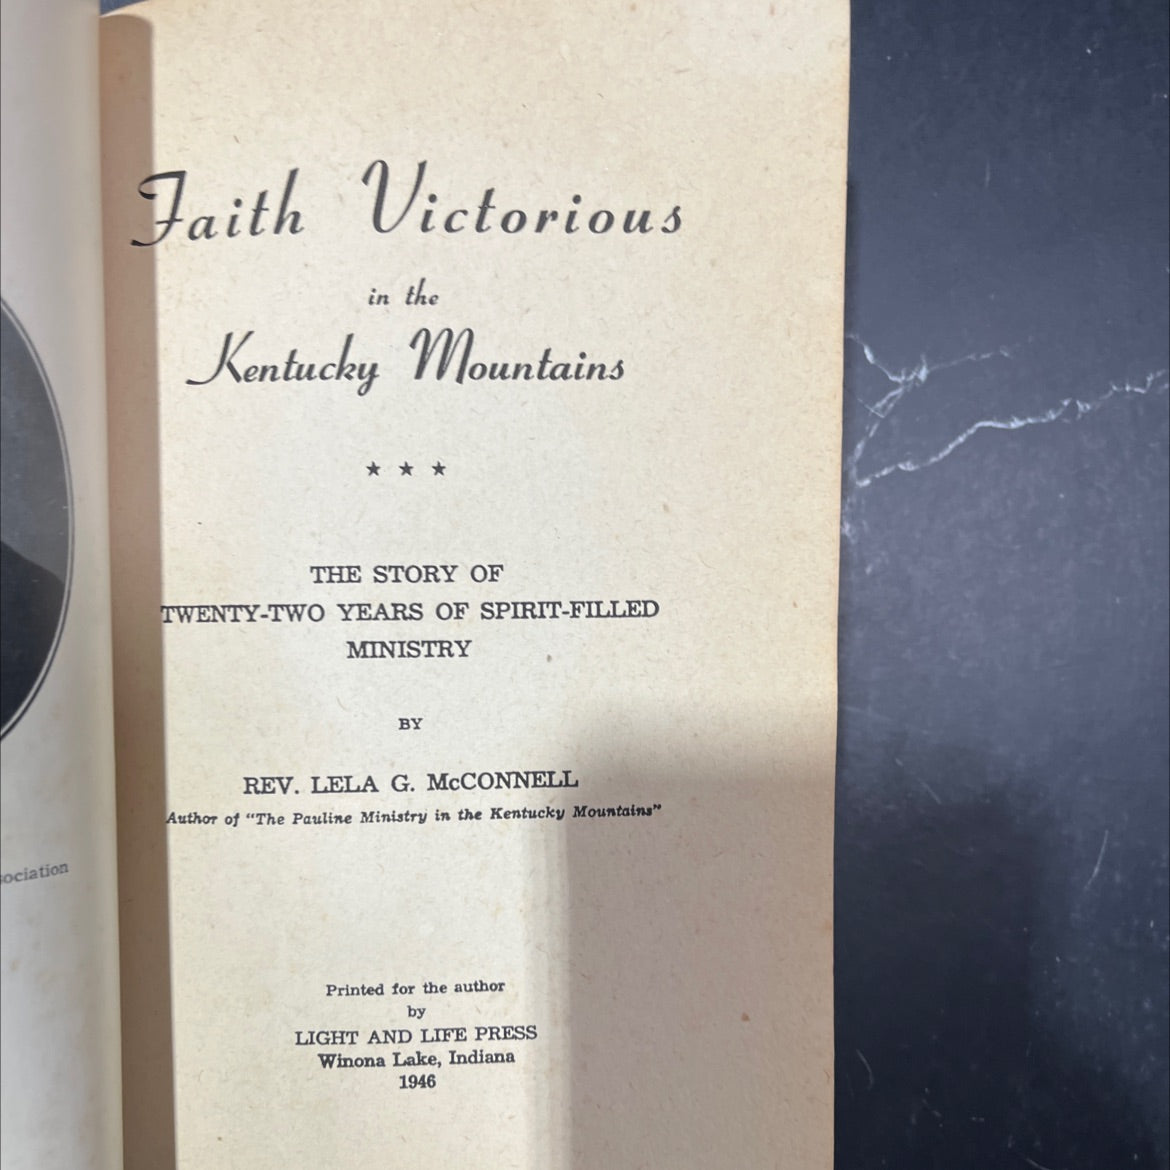 Faith Victorious
in the
Kentucky Mountains
★ ★ ★
THE STORY OF
TWENTY-TWO YEARS OF SPIRIT-FILLED
MINISTRY
BY
REV. LELA G. McCONNELL
Author of "The Pauline Ministry in the Kentucky Mountains"
sociation
Printed for the author
by
LIGHT AND LIFE PRESS
Winona Lake, Indiana
1946